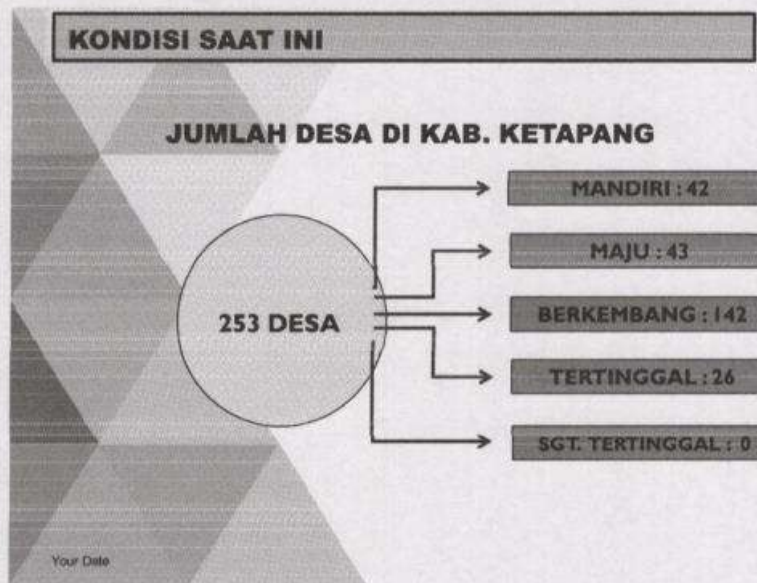 KONDISI SAAT INI
JUMLAH DESA DI KAB. KETAPANG
253 DESA
MANDIRI : 42
MAJU : 43
BERKEMBANG : 142
TERTINGGAL : 26
SGT. TERTINGGAL : 0
Your Date